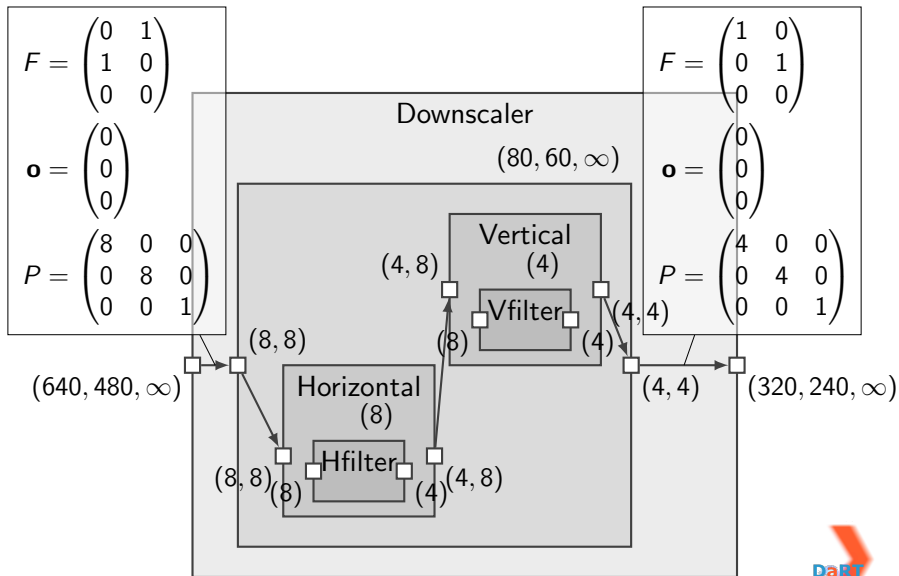 F = (0 1
1 0
0 0)
o = (0
0
0)
P = (8 0 0
0 8 0
0 0 1)
F = (1 0
0 1
0 0)
o = (0
0
0)
P = (4 0 0
0 4 0
0 0 1)
Downscaler
(80, 60, ∞)
Vertical
(4)
(4, 8)
Vfilter
(8)
(4)
(4, 4)
(8, 8)
(640, 480, ∞)
(4, 4)
(320, 240, ∞)
Horizontal
(8)
Hfilter
(8, 8)
(8)
(4)
(4, 8)
DaRT